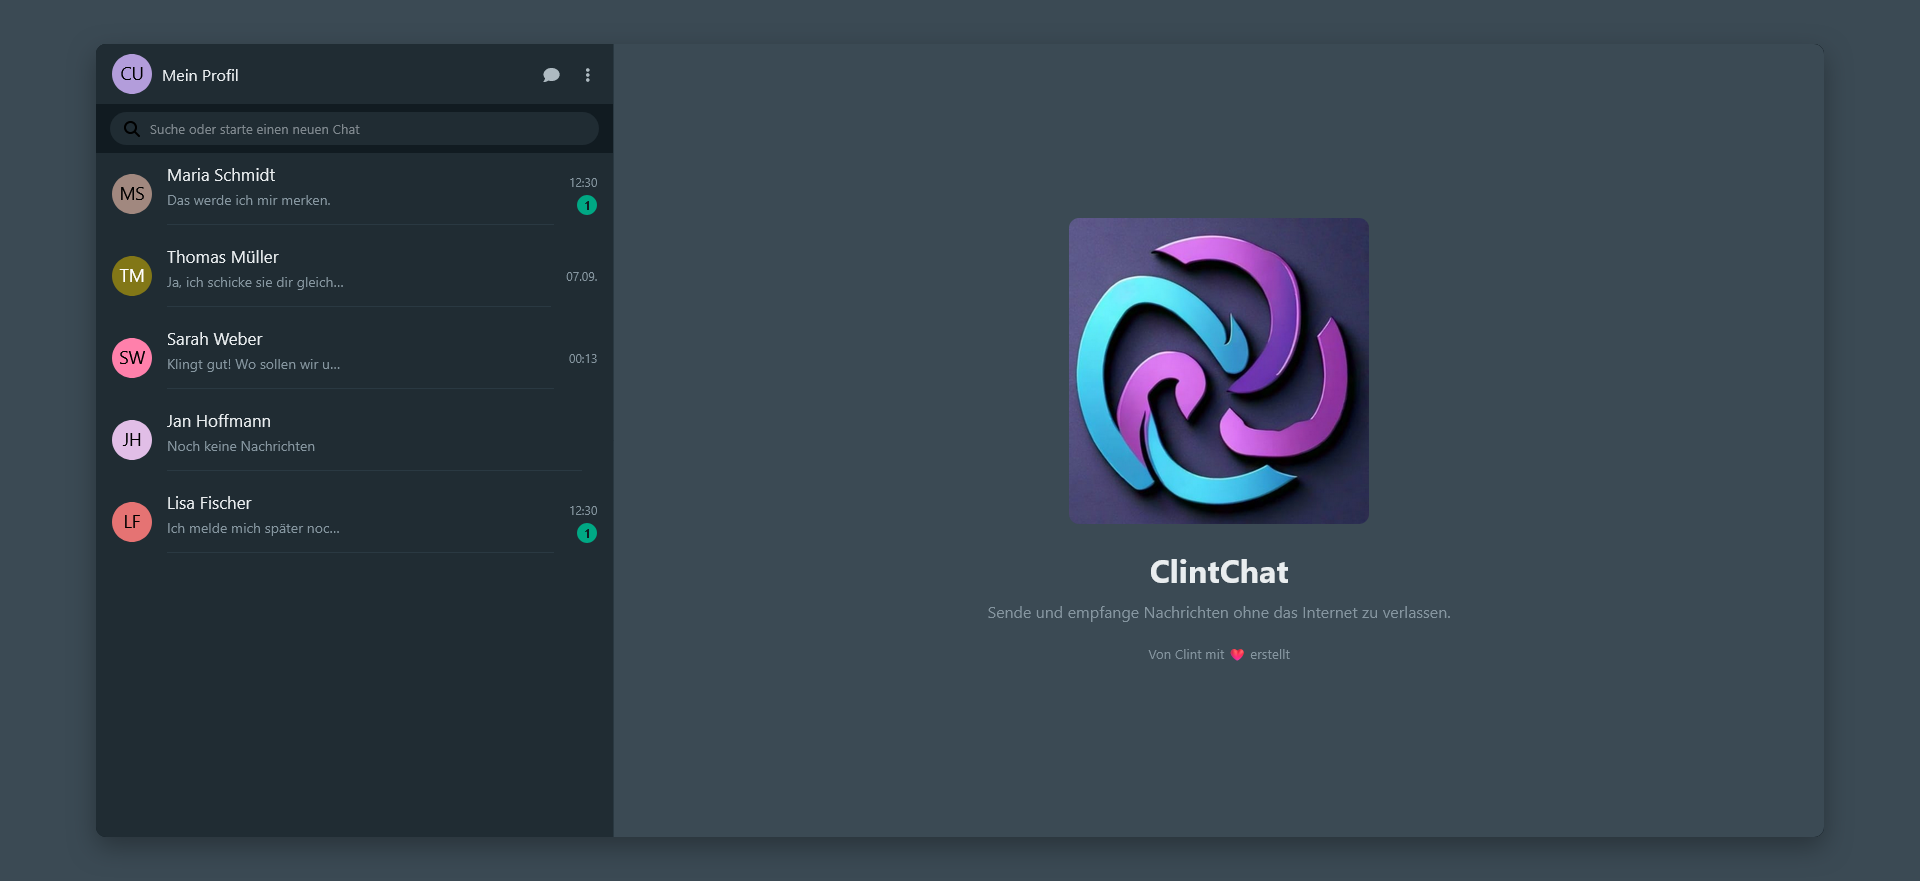 CU Mein Profil
Suche oder starte einen neuen Chat
MS
Maria Schmidt
Das werde ich mir merken.
12:30
1
TM
Thomas Müller
Ja, ich schicke sie dir gleich...
07.09.
SW
Sarah Weber
Klingt gut! Wo sollen wir u...
00:13
JH
Jan Hoffmann
Noch keine Nachrichten
LF
Lisa Fischer
Ich melde mich später noc...
12:30
1
ClintChat
Sende und empfange Nachrichten ohne das Internet zu verlassen.
Von Clint mit 💗 erstellt